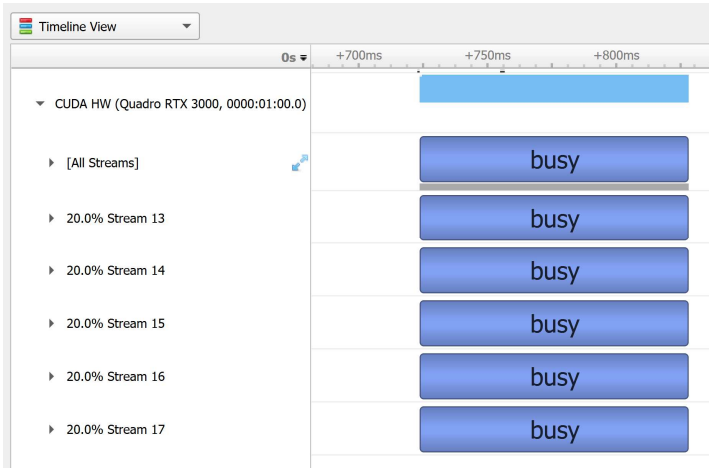 Timeline View
0s +700ms +750ms +800ms
CUDA HW (Quadro RTX 3000, 0000:01:00.0)
[All Streams] busy
20.0% Stream 13 busy
20.0% Stream 14 busy
20.0% Stream 15 busy
20.0% Stream 16 busy
20.0% Stream 17 busy